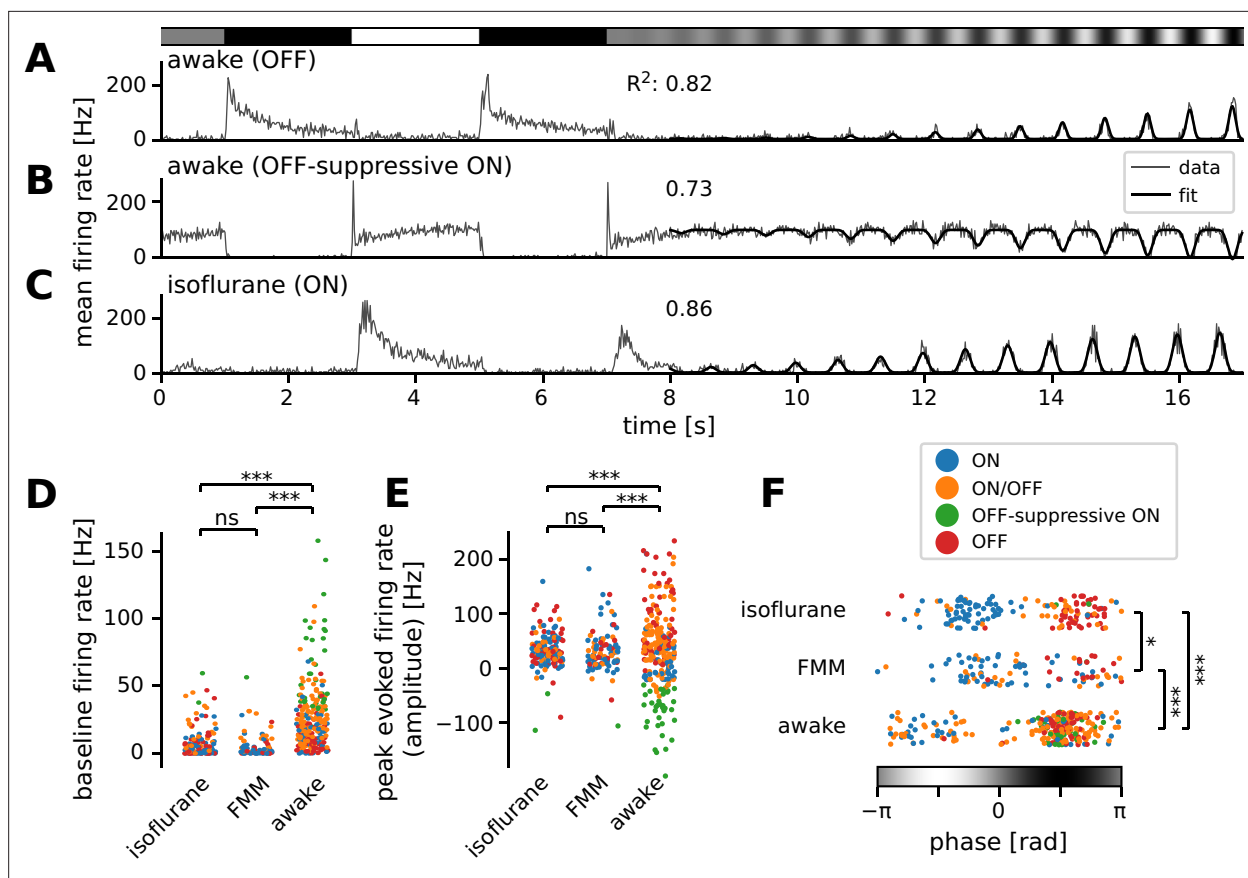 A
awake (OFF)
R²: 0.82
200
0
B
awake (OFF-suppressive ON)
0.73
data
fit
200
0
C
isoflurane (ON)
0.86
200
0
mean firing rate [Hz]
0 2 4 6 8 10 12 14 16
time [s]
D
***
***
ns
baseline firing rate [Hz]
150
100
50
0
isoflurane
FMM
awake
E
***
***
ns
peak evoked firing rate
(amplitude) [Hz]
200
100
0
−100
isoflurane
FMM
awake
F
ON
ON/OFF
OFF-suppressive ON
OFF
isoflurane
FMM
awake
*
***
***
−π 0 π
phase [rad]